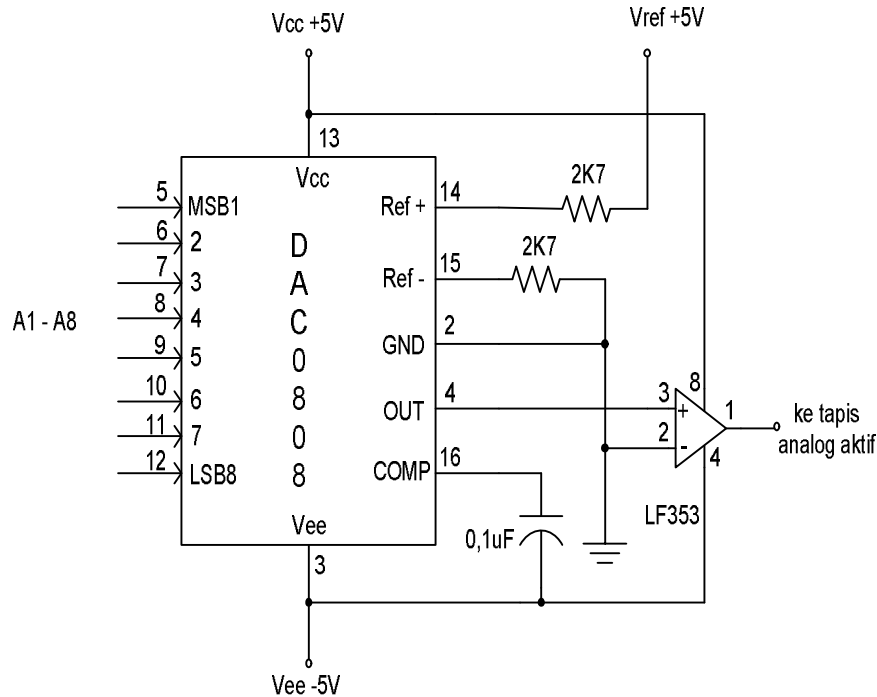 Vcc +5V
Vref +5V
13
Vcc
5 MSB1
6 2
7 3
8 4
9 5
10 6
11 7
12 LSB8
A1 - A8
D
A
C
0
8
0
8
Ref + 14
2K7
Ref - 15
2K7
GND 2
OUT 4
COMP 16
Vee
3
0,1uF
3 +
2 -
8
1
4
LF353
ke tapis
analog aktif
Vee -5V